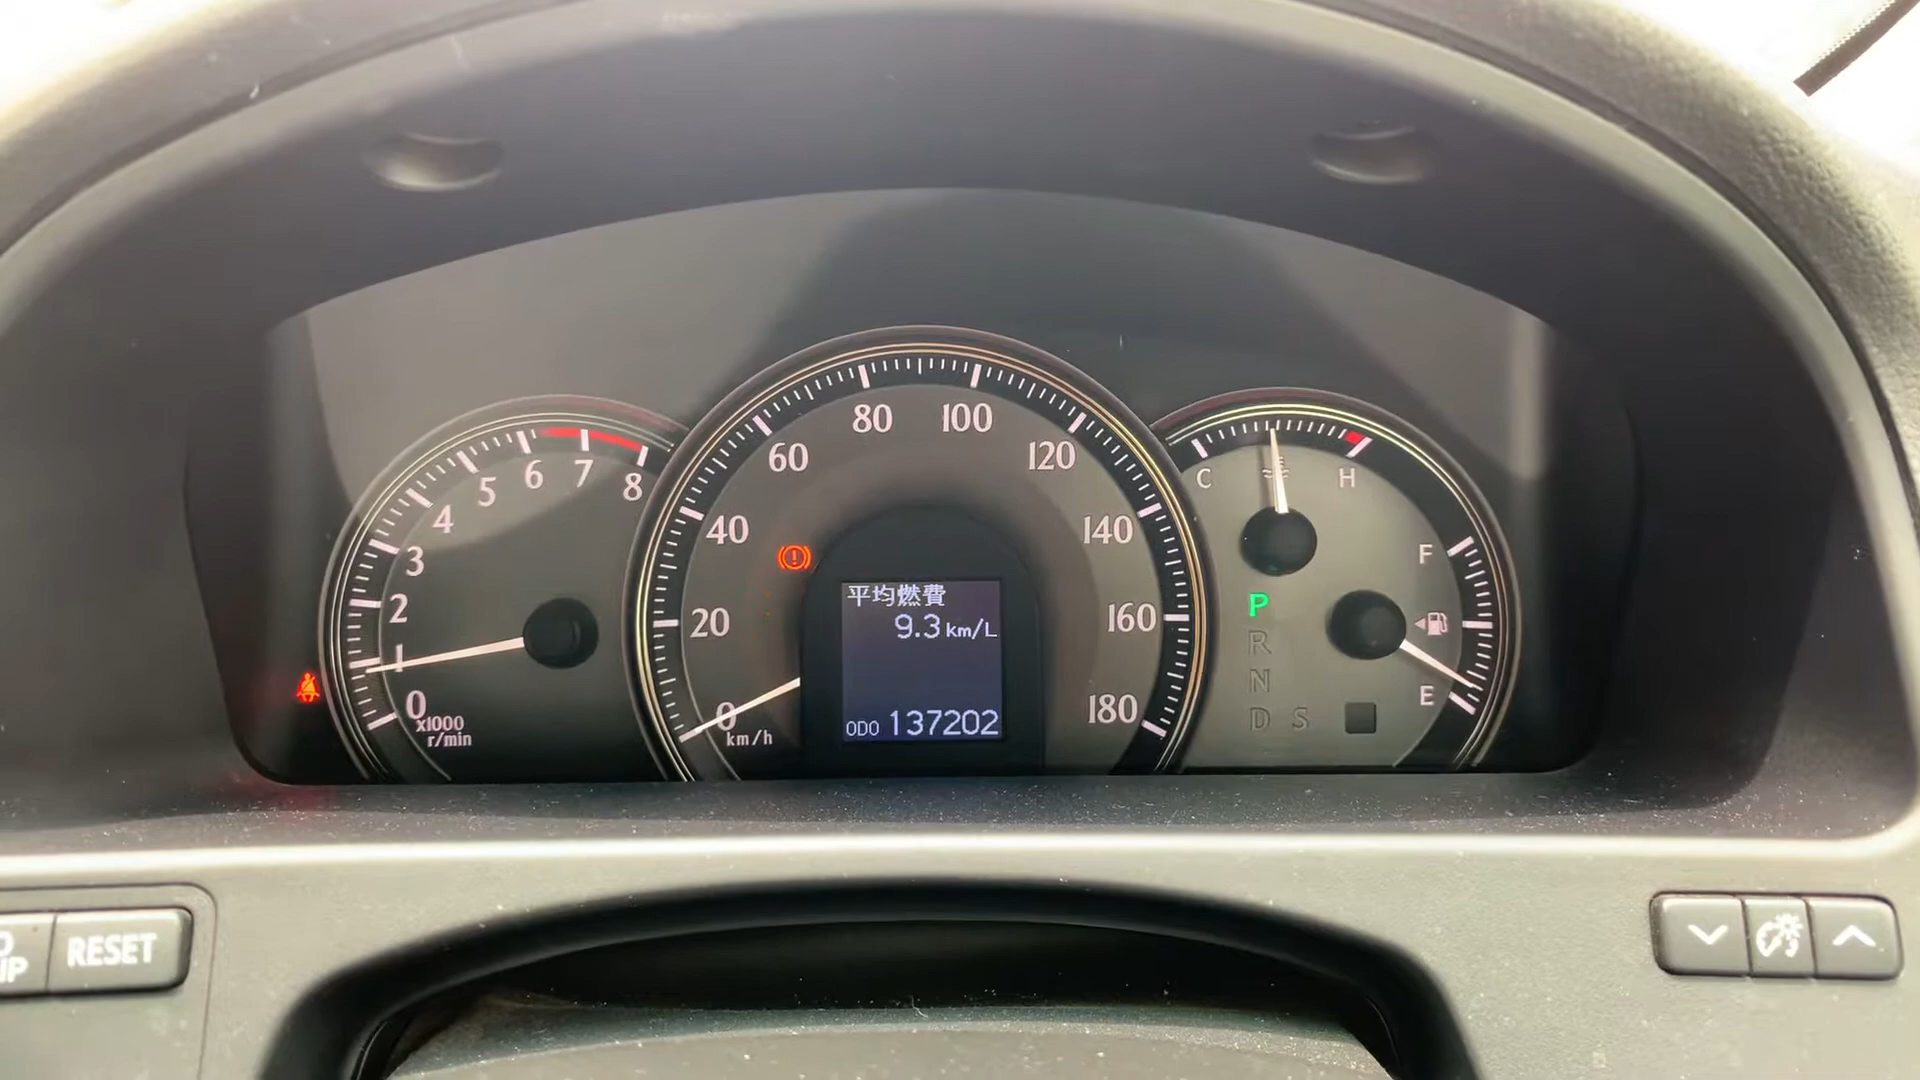 0 1 2 3 4 5 6 7 8
x1000
r/min
0 20 40 60 80 100 120 140 160 180
km/h
平均燃費
9.3 km/L
ODO 137202
C H
F
E
P
R
N
D S
IP
RESET